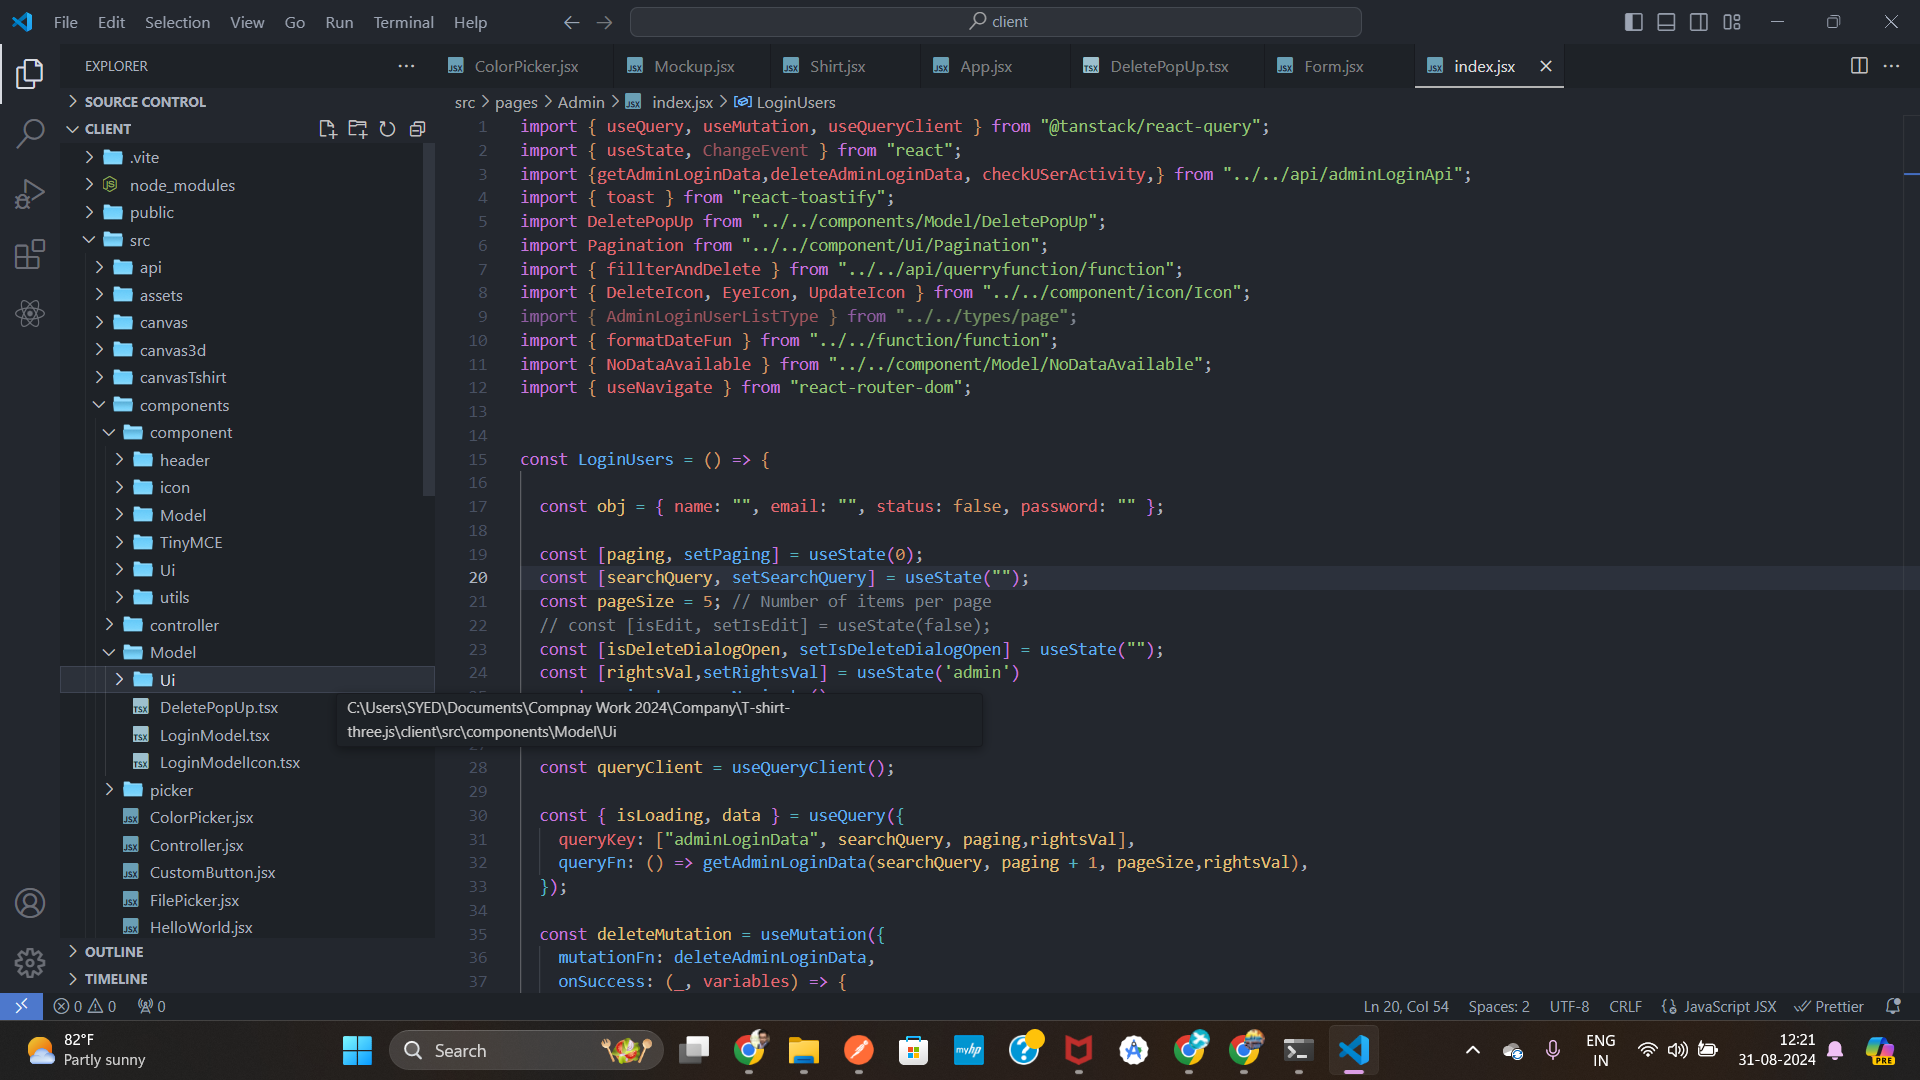 File Edit Selection View Go Run Terminal Help
client
EXPLORER
SOURCE CONTROL
CLIENT
.vite
node_modules
public
src
api
assets
canvas
canvas3d
canvasTshirt
components
component
header
icon
Model
TinyMCE
Ui
utils
controller
Model
Ui
DeletePopUp.tsx
LoginModel.tsx
LoginModelIcon.tsx
picker
ColorPicker.jsx
Controller.jsx
CustomButton.jsx
FilePicker.jsx
HelloWorld.jsx
OUTLINE
TIMELINE
ColorPicker.jsx Mockup.jsx Shirt.jsx App.jsx DeletePopUp.tsx Form.jsx index.jsx
src > pages > Admin > index.jsx > LoginUsers
1 import { useQuery, useMutation, useQueryClient } from "@tanstack/react-query";
2 import { useState, ChangeEvent } from "react";
3 import {getAdminLoginData,deleteAdminLoginData, checkUSerActivity,} from "../../api/adminLoginApi";
4 import { toast } from "react-toastify";
5 import DeletePopUp from "../../components/Model/DeletePopUp";
6 import Pagination from "../../component/Ui/Pagination";
7 import { fillterAndDelete } from "../../api/querryfunction/function";
8 import { DeleteIcon, EyeIcon, UpdateIcon } from "../../component/icon/Icon";
9 import { AdminLoginUserListType } from "../../types/page";
10 import { formatDateFun } from "../../function/function";
11 import { NoDataAvailable } from "../../component/Model/NoDataAvailable";
12 import { useNavigate } from "react-router-dom";
13
14
15 const LoginUsers = () => {
16
17 const obj = { name: "", email: "", status: false, password: "" };
18
19 const [paging, setPaging] = useState(0);
20 const [searchQuery, setSearchQuery] = useState("");
21 const pageSize = 5; // Number of items per page
22 // const [isEdit, setIsEdit] = useState(false);
23 const [isDeleteDialogOpen, setIsDeleteDialogOpen] = useState("");
24 const [rightsVal,setRightsVal] = useState('admin')
C:\Users\SYED\Documents\Compnay Work 2024\Company\T-shirt-
three.js\client\src\components\Model\Ui
28 const queryClient = useQueryClient();
29
30 const { isLoading, data } = useQuery({
31 queryKey: ["adminLoginData", searchQuery, paging,rightsVal],
32 queryFn: () => getAdminLoginData(searchQuery, paging + 1, pageSize,rightsVal),
33 });
34
35 const deleteMutation = useMutation({
36 mutationFn: deleteAdminLoginData,
37 onSuccess: (_, variables) => {
0 0 0
Ln 20, Col 54 Spaces: 2 UTF-8 CRLF {} JavaScript JSX Prettier
82°F
Partly sunny
Search
myhp
ENG
IN
12:21
31-08-2024
PRE